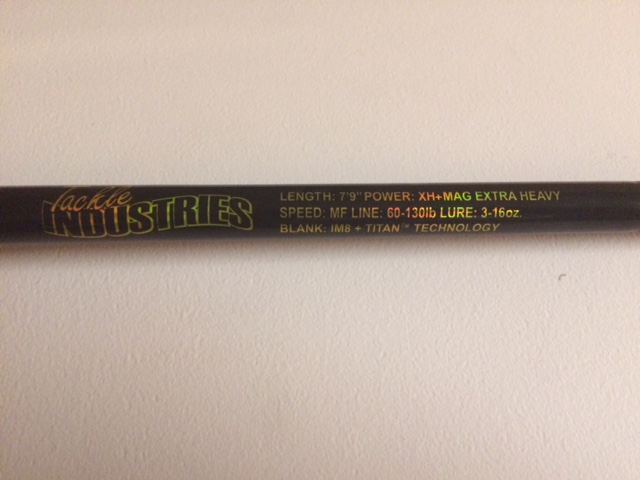 Tackle
INDUSTRIES
LENGTH: 7'9" POWER: XH+MAG EXTRA HEAVY
SPEED: MF LINE: 60-130lb LURE: 3-16oz.
BLANK: IM8 + TITAN™ TECHNOLOGY